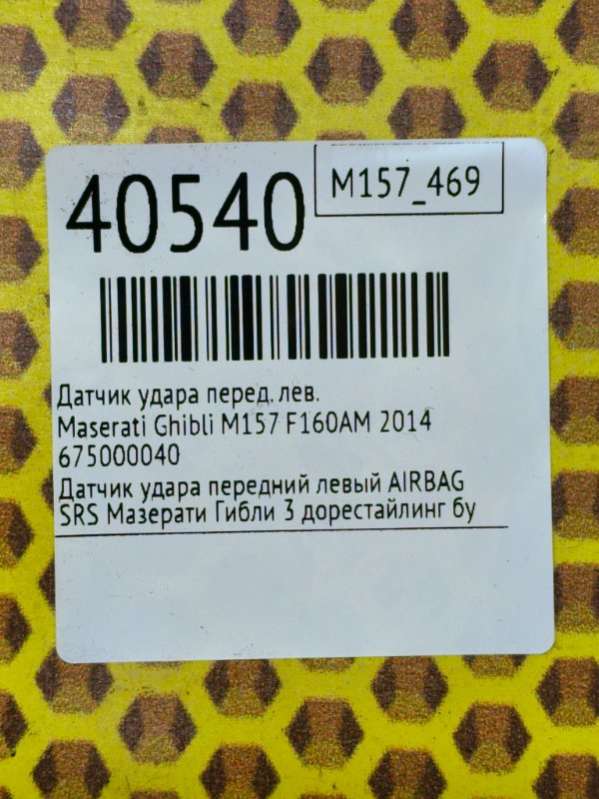 40540
M157_469
Датчик удара перед. лев.
Maserati Ghibli M157 F160AM 2014
675000040
Датчик удара передний левый AIRBAG
SRS Мазерати Гибли 3 дорестайлинг бу